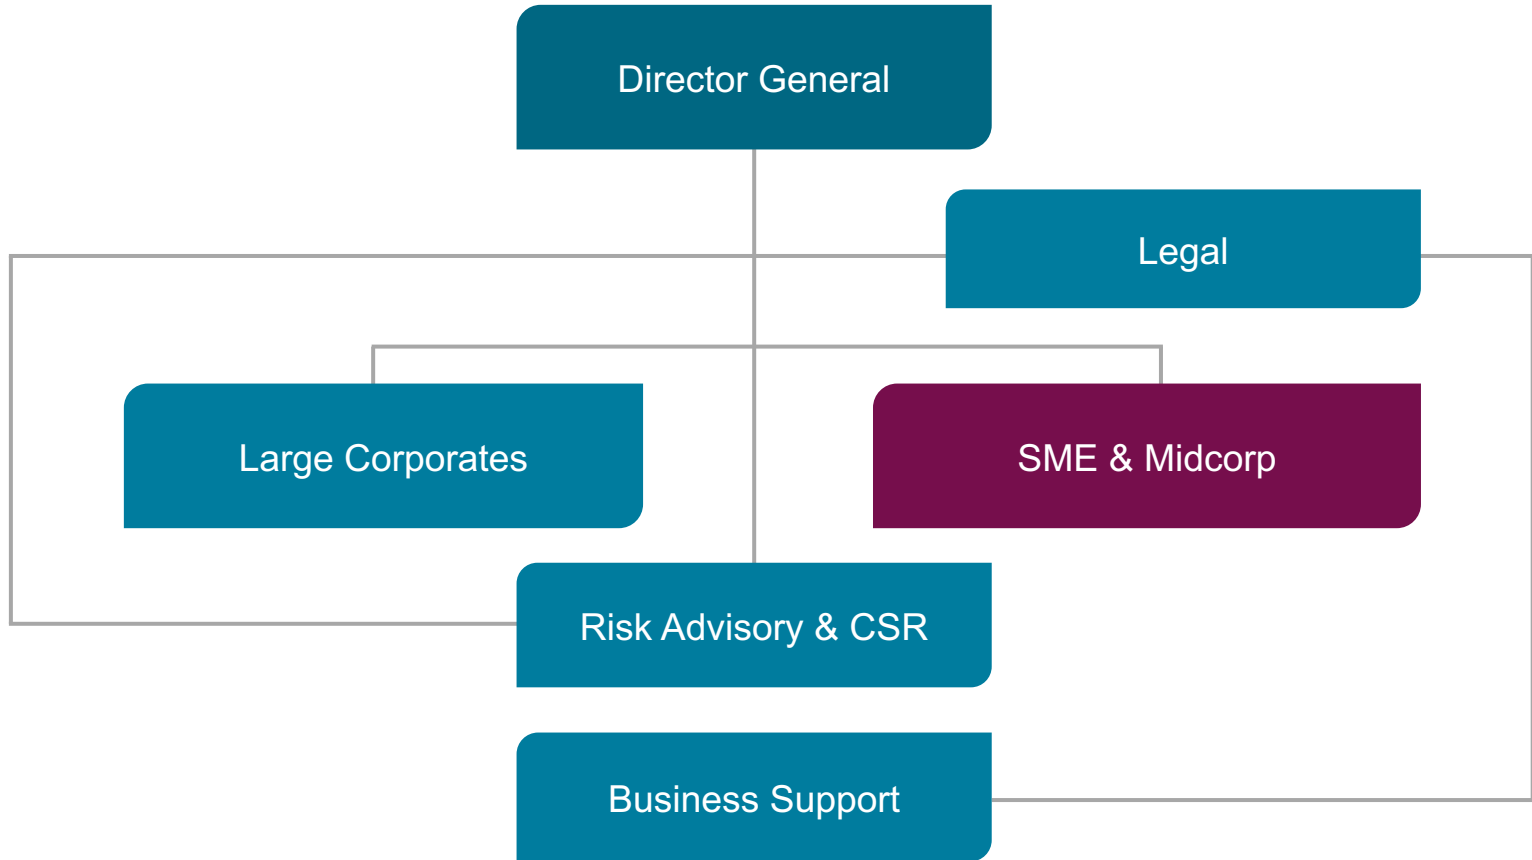 Director General
Legal
Large Corporates
SME & Midcorp
Risk Advisory & CSR
Business Support